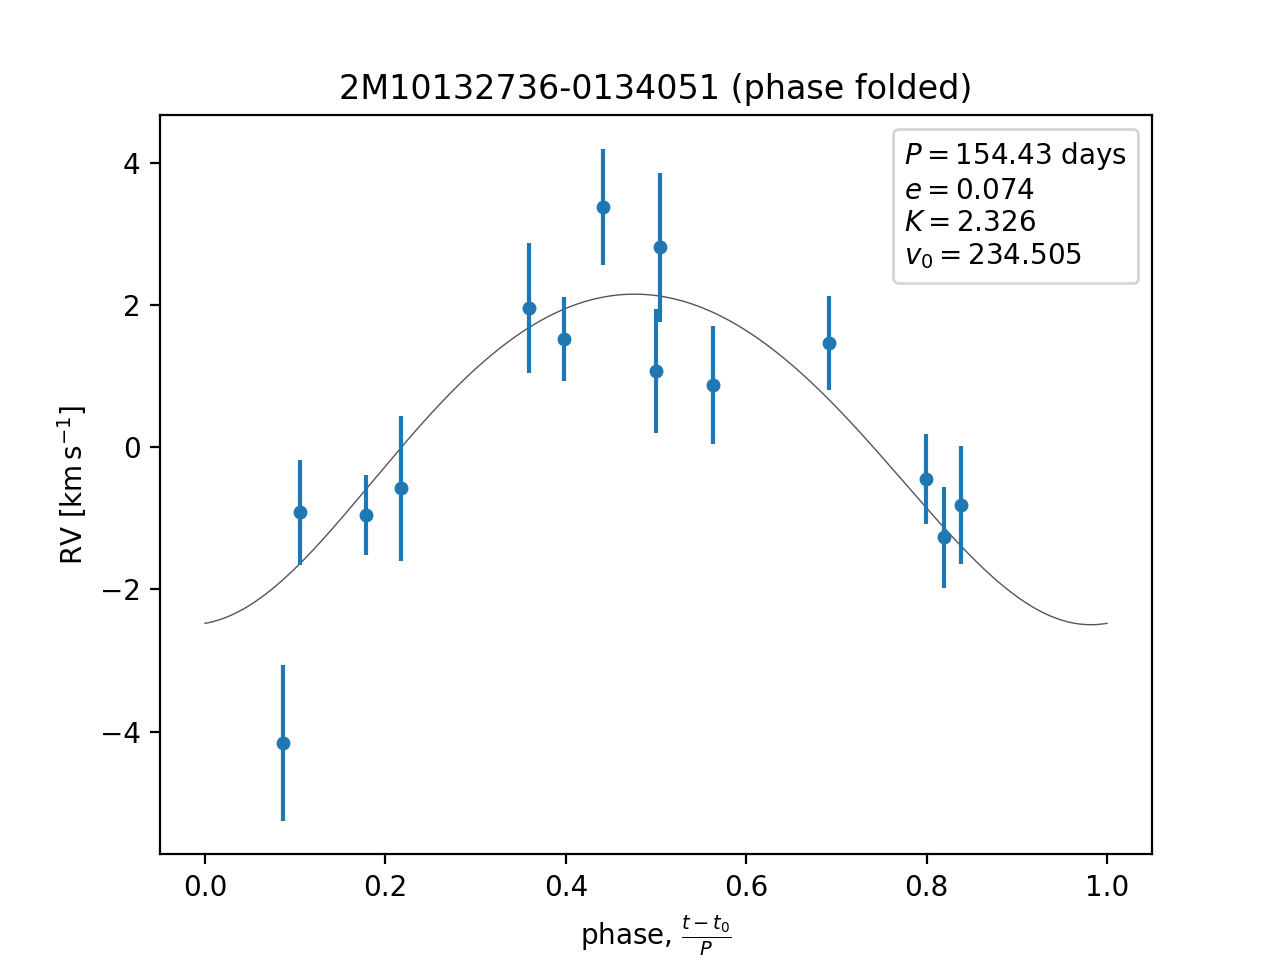 2M10132736-0134051 (phase folded)
P = 154.43 days
e = 0.074
K = 2.326
v₀ = 234.505
RV [km s⁻¹]
4
2
0
−2
−4
0.0 0.2 0.4 0.6 0.8 1.0
phase, (t − t₀)/P